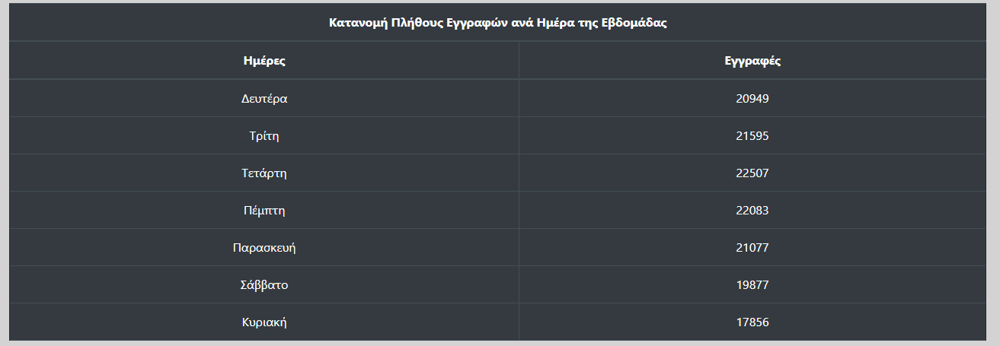 Κατανομή Πλήθους Εγγραφών ανά Ημέρα της Εβδομάδας
Ημέρες Εγγραφές
Δευτέρα 20949
Τρίτη 21595
Τετάρτη 22507
Πέμπτη 22083
Παρασκευή 21077
Σάββατο 19877
Κυριακή 17856